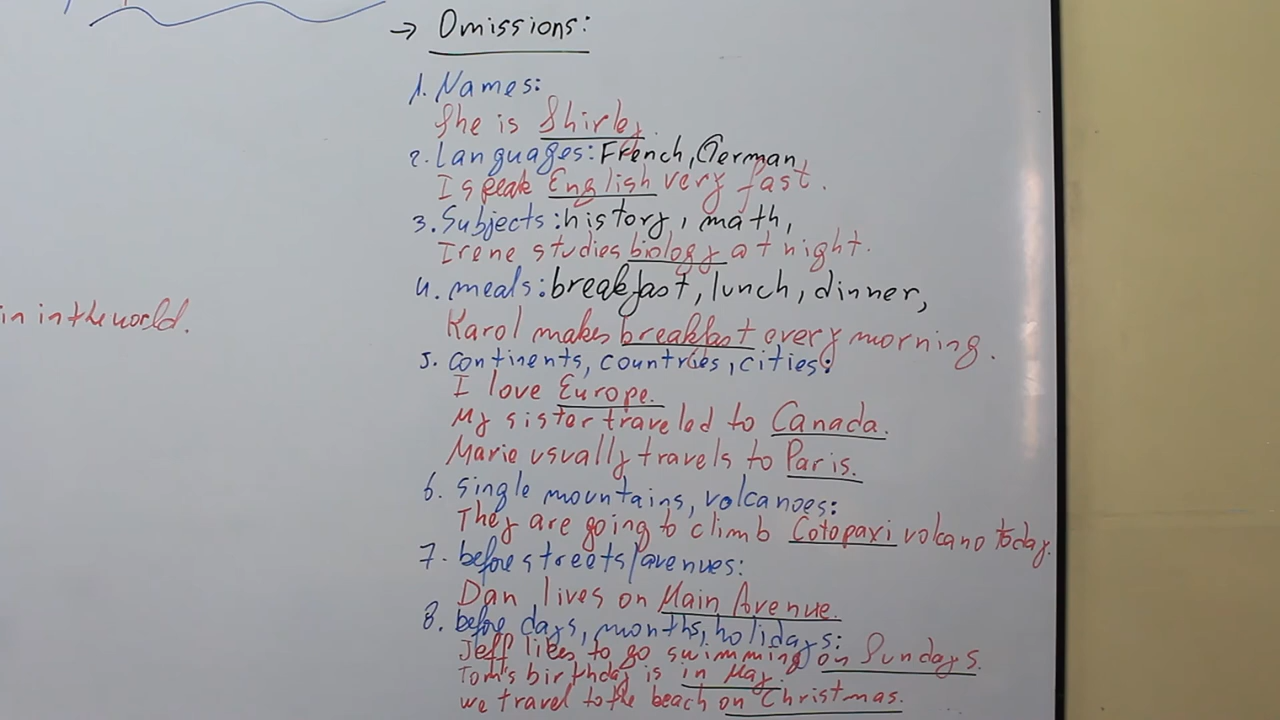 → Omissions:
1. Names:
She is Shirley.
2. Languages: French, German
I speak English very fast.
3. Subjects: history, math,
Irene studies biology at night.
4. meals: breakfast, lunch, dinner,
Karol makes breakfast every morning.
5. continents, countries, cities:
I love Europe.
My sister traveled to Canada.
Marie usually travels to Paris.
in in the world.
6. single mountains, volcanoes:
They are going to climb Cotopaxi volcano today.
7. before streets/avenues:
Dan lives on Main Avenue.
8. before days, months, holidays:
Jeff likes to go swimming on Sundays.
Tom's birthday is in May.
we travel to the beach on Christmas.